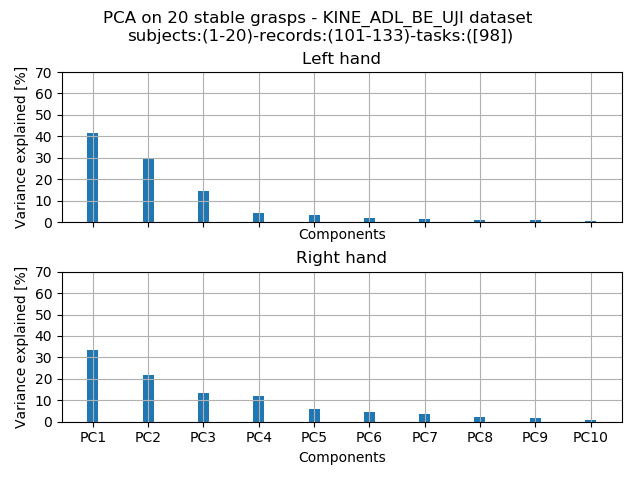 PCA on 20 stable grasps - KINE_ADL_BE_UJI dataset
subjects:(1-20)-records:(101-133)-tasks:([98])
Left hand
Variance explained [%]
70
60
50
40
30
20
10
0
Components
Right hand
Variance explained [%]
70
60
50
40
30
20
10
0
PC1 PC2 PC3 PC4 PC5 PC6 PC7 PC8 PC9 PC10
Components